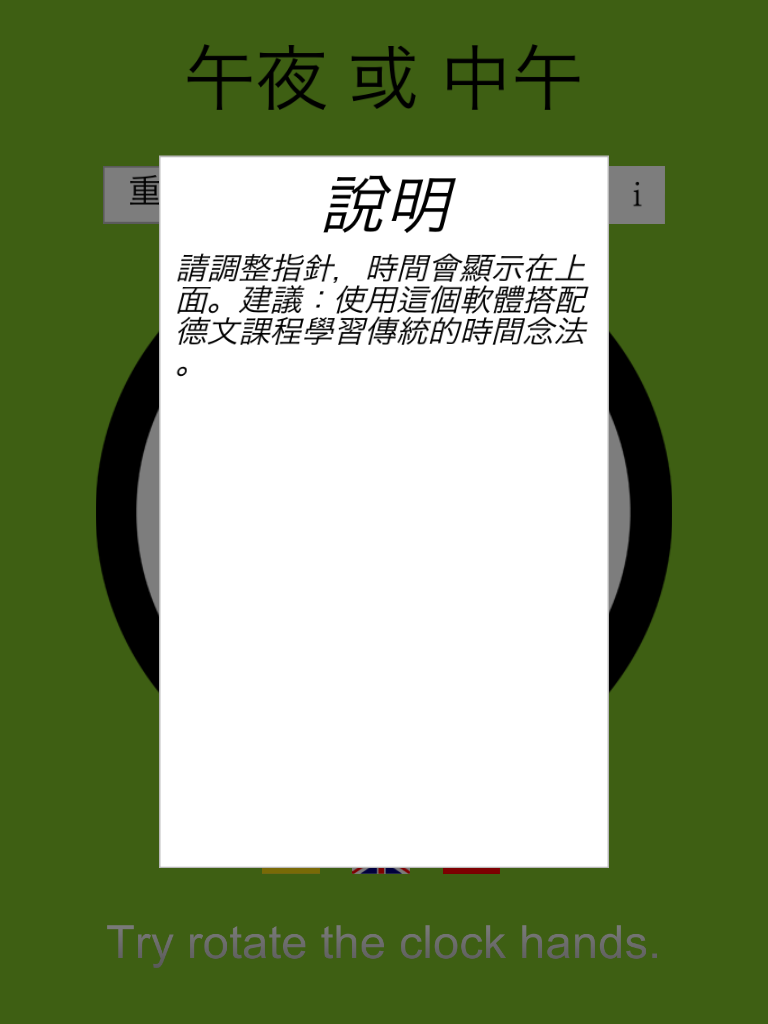 午夜 或 中午
重
i
說明
請調整指針，時間會顯示在上
面。建議：使用這個軟體搭配
德文課程學習傳統的時間念法
。
Try rotate the clock hands.